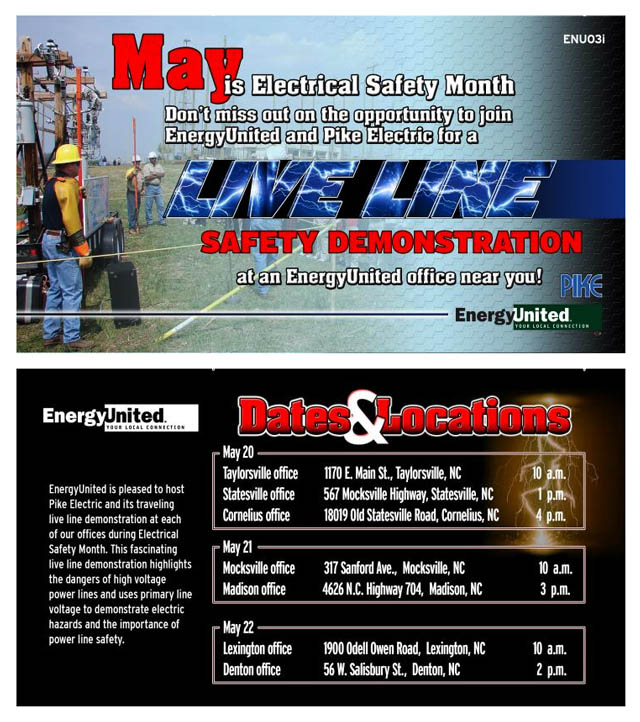 ENU03i
May
is Electrical Safety Month
Don't miss out on the opportunity to join
EnergyUnited and Pike Electric for a
LIVE LINE
SAFETY DEMONSTRATION
at an EnergyUnited office near you!
PIKE
EnergyUnited.
YOUR LOCAL CONNECTION
EnergyUnited.
YOUR LOCAL CONNECTION
Dates & Locations
EnergyUnited is pleased to host
Pike Electric and its traveling
live line demonstration at each
of our offices during Electrical
Safety Month. This fascinating
live line demonstration highlights
the dangers of high voltage
power lines and uses primary line
voltage to demonstrate electric
hazards and the importance of
power line safety.
May 20
Taylorsville office 1170 E. Main St., Taylorsville, NC 10 a.m.
Statesville office 567 Mocksville Highway, Statesville, NC 1 p.m.
Cornelius office 18019 Old Statesville Road, Cornelius, NC 4 p.m.
May 21
Mocksville office 317 Sanford Ave., Mocksville, NC 10 a.m.
Madison office 4626 N.C. Highway 704, Madison, NC 3 p.m.
May 22
Lexington office 1900 Odell Owen Road, Lexington, NC 10 a.m.
Denton office 56 W. Salisbury St., Denton, NC 2 p.m.